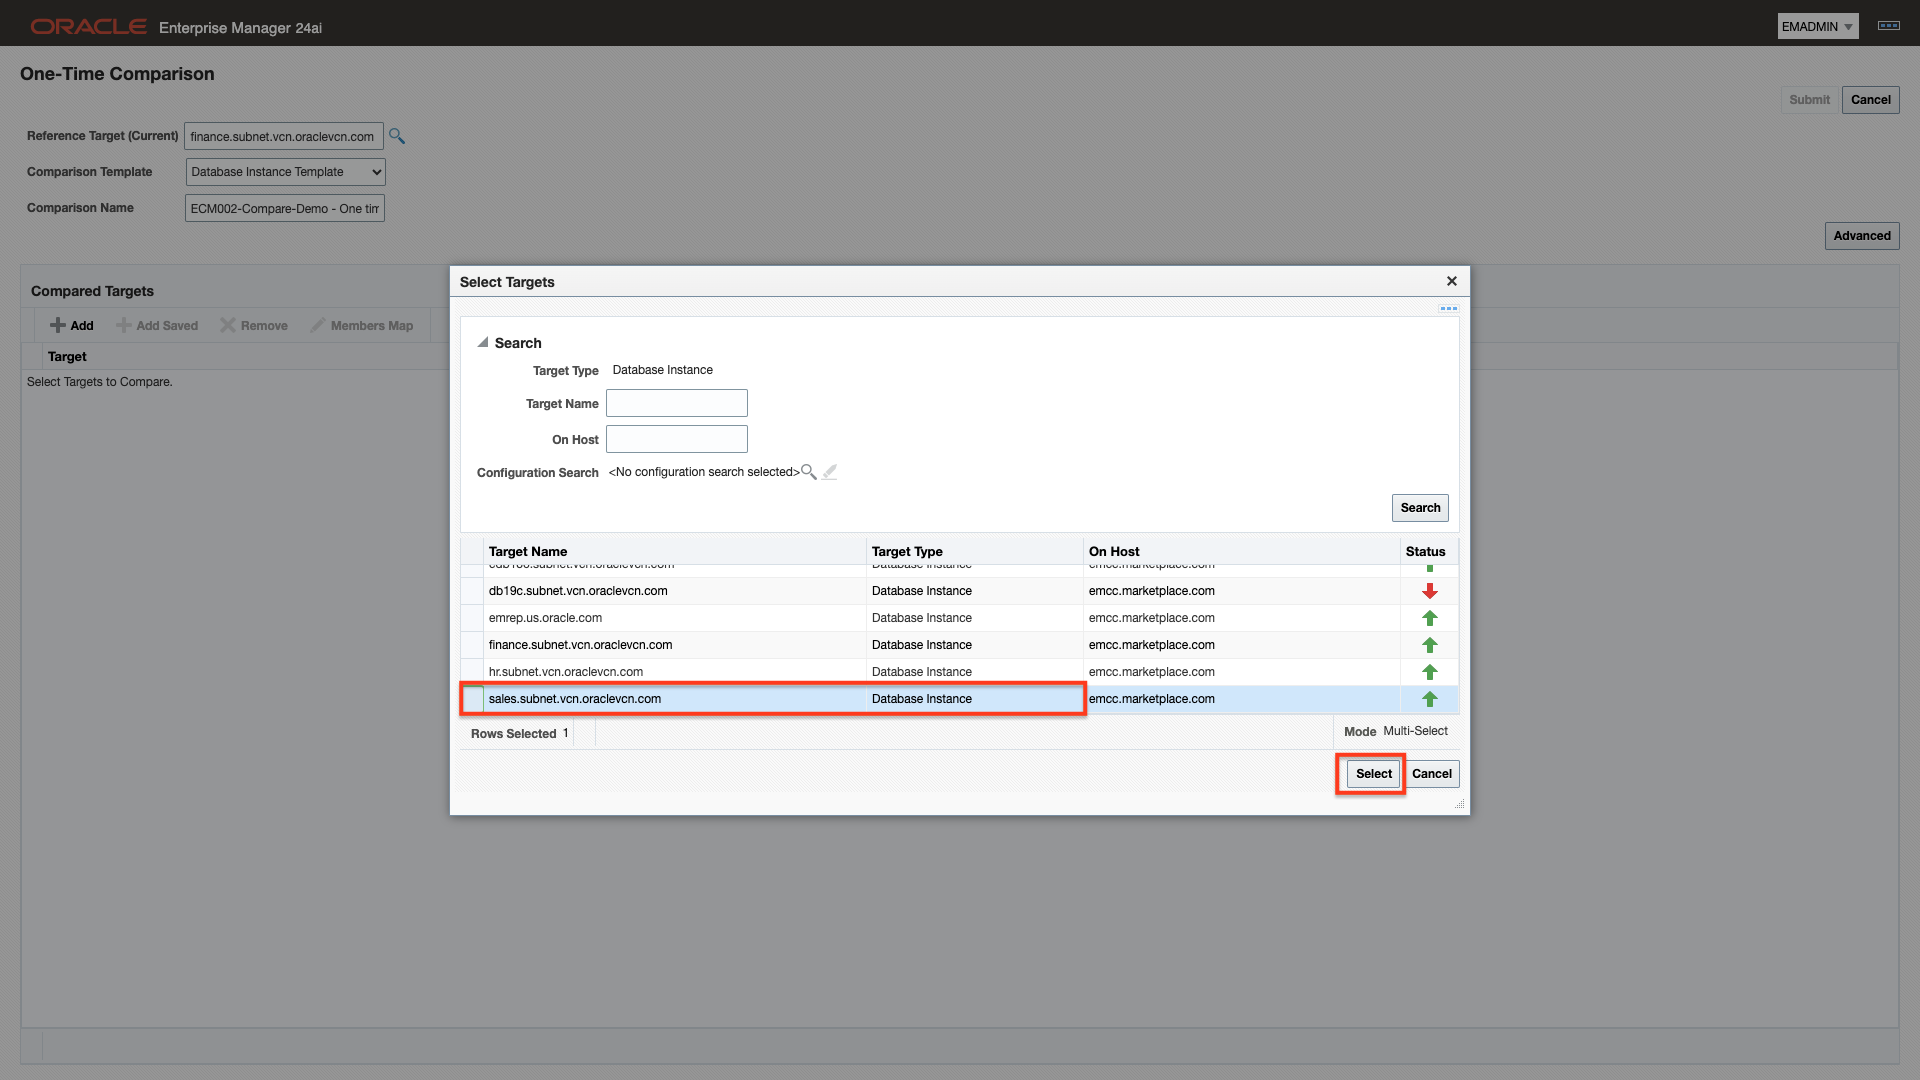 ORACLE Enterprise Manager 24ai
EMADMIN
One-Time Comparison
Submit Cancel
Reference Target (Current) finance.subnet.vcn.oraclevcn.com
Comparison Template Database Instance Template
Comparison Name ECM002-Compare-Demo - One tim
Advanced
Compared Targets
Add Add Saved Remove Members Map
Target
Select Targets to Compare.
Select Targets
Search
Target Type Database Instance
Target Name
On Host
Configuration Search <No configuration search selected>
Search
Target Name Target Type On Host Status
Database Instance emcc.marketplace.com
db19c.subnet.vcn.oraclevcn.com Database Instance emcc.marketplace.com
emrep.us.oracle.com Database Instance emcc.marketplace.com
finance.subnet.vcn.oraclevcn.com Database Instance emcc.marketplace.com
hr.subnet.vcn.oraclevcn.com Database Instance emcc.marketplace.com
sales.subnet.vcn.oraclevcn.com Database Instance emcc.marketplace.com
Rows Selected 1 Mode Multi-Select
Select Cancel